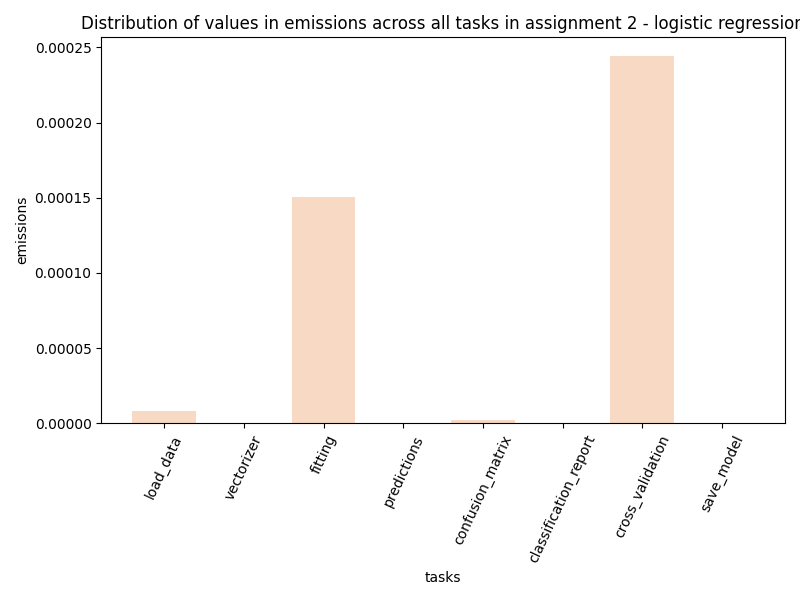 Distribution of values in emissions across all tasks in assignment 2 - logistic regression
0.00025
0.00020
0.00015
0.00010
0.00005
0.00000
emissions
load_data
vectorizer
fitting
predictions
confusion_matrix
classification_report
cross_validation
save_model
tasks